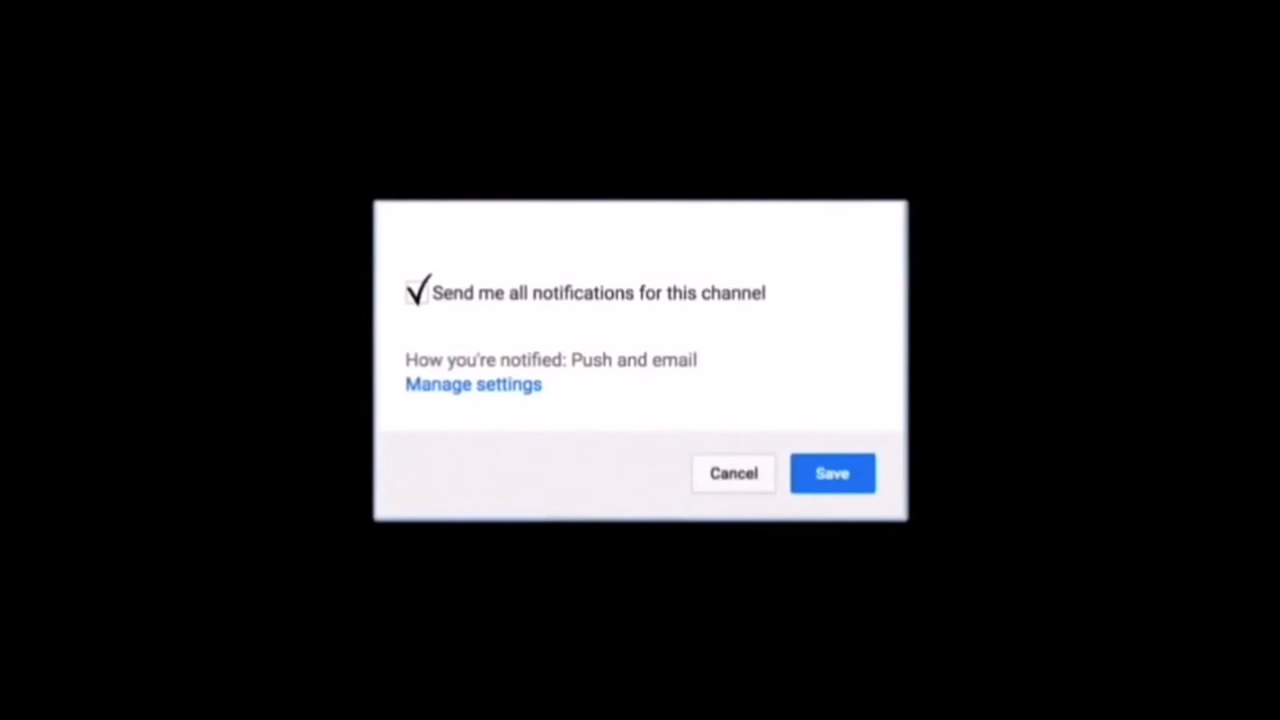 Send me all notifications for this channel
How you're notified: Push and email
Manage settings
Cancel
Save